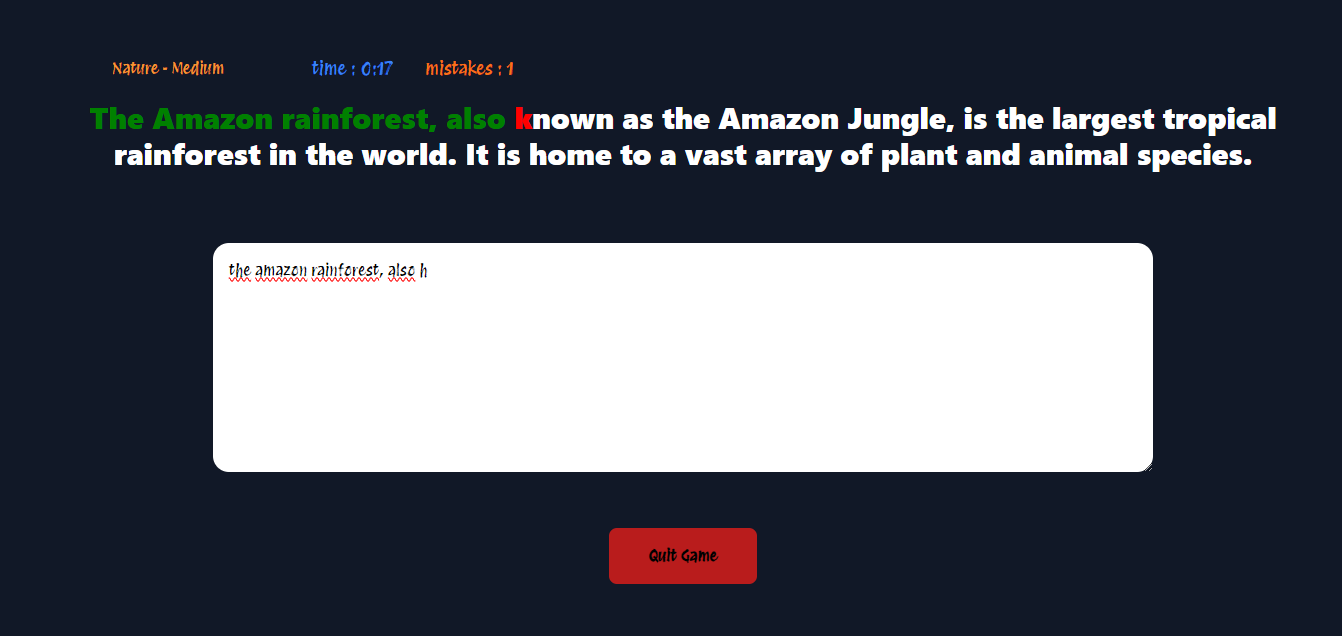 Nature - Medium time : 0:17 mistakes : 1
The Amazon rainforest, also known as the Amazon Jungle, is the largest tropical
rainforest in the world. It is home to a vast array of plant and animal species.
the amazon rainforest, also h
Quit Game